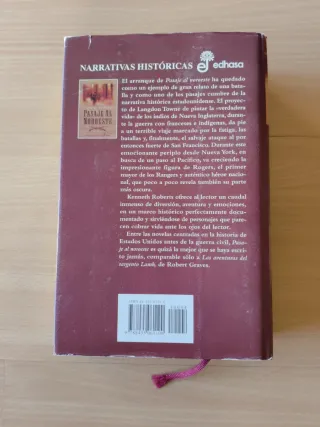 NARRATIVAS HISTÓRICAS edhasa
PASAJE AL
NOROESTE
El arranque de Pasaje al noroeste ha quedado
como un ejemplo de gran relato de una bata-
lla y como uno de los pinajes cumbre de la
narrativa histórica estadounidense. El proyec-
to de Langdon Towne de pintar la «verdadera
vida» de los indios de Nueva Inglaterra, duran-
te la guerra con franceses e indígenas, da pie
a un terrible viaje marcado por la fatiga, las
batallas y, finalmente, el salvaje ataque al por
entonces fuerte de San Francisco. Durante este
emocionante periplo desde Nueva York, en
busca de un paso al Pacífico, va creciendo la
impresionante figura de Rogers, el primer
mayor de los Rangers y auténtico héroe nacio-
nal, que poco a poco revela también su parte
más oscura.
Kenneth Roberts ofrece al lector un caudal
inmenso de diversión, aventura y emociones,
en un marco histórico perfectamente docu-
mentado y sirviéndose de personajes que pare-
cen cobrar vida ante los ojos del lector.
Entre las novelas centradas en la historia de
Estados Unidos antes de la guerra civil, Pasa-
je al noroeste es quizá la mejor que se haya escri-
to jamás, comparable sólo a Las aventuras del
sargento Lamb, de Robert Graves.